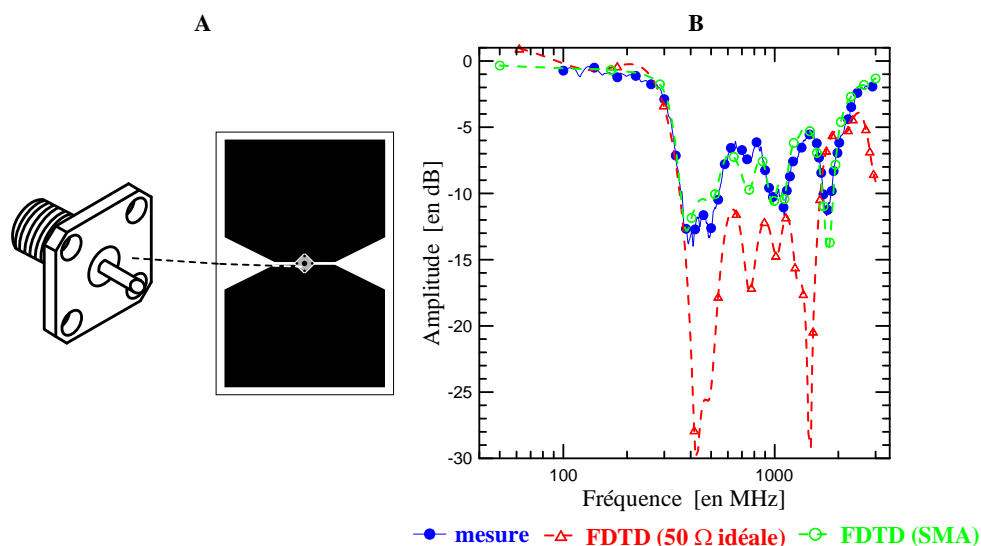 A
B
0
-5
-10
-15
-20
-25
-30
Amplitude [en dB]
100
1000
Fréquence [en MHz]
mesure
FDTD (50 Ω idéale)
FDTD (SMA)